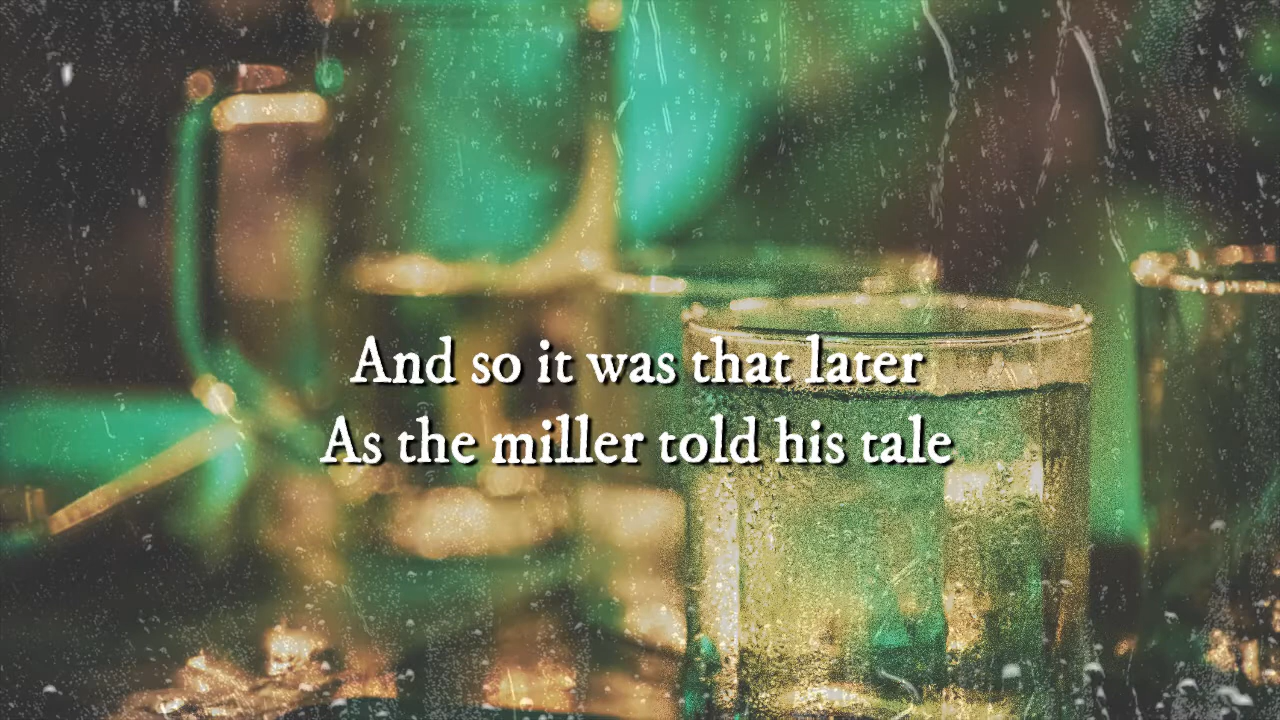 And so it was that later
As the miller told his tale